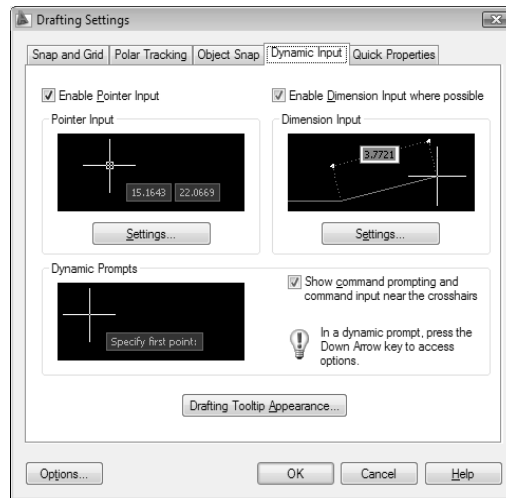 Drafting Settings
Snap and Grid
Polar Tracking
Object Snap
Dynamic Input
Quick Properties
Enable Pointer Input
Enable Dimension Input where possible
Pointer Input
Dimension Input
15.1643
22.0669
3.7721
Settings...
Settings...
Dynamic Prompts
Specify first point:
Show command prompting and
command input near the crosshairs
In a dynamic prompt, press the
Down Arrow key to access
options.
Drafting Tooltip Appearance...
Options...
OK
Cancel
Help